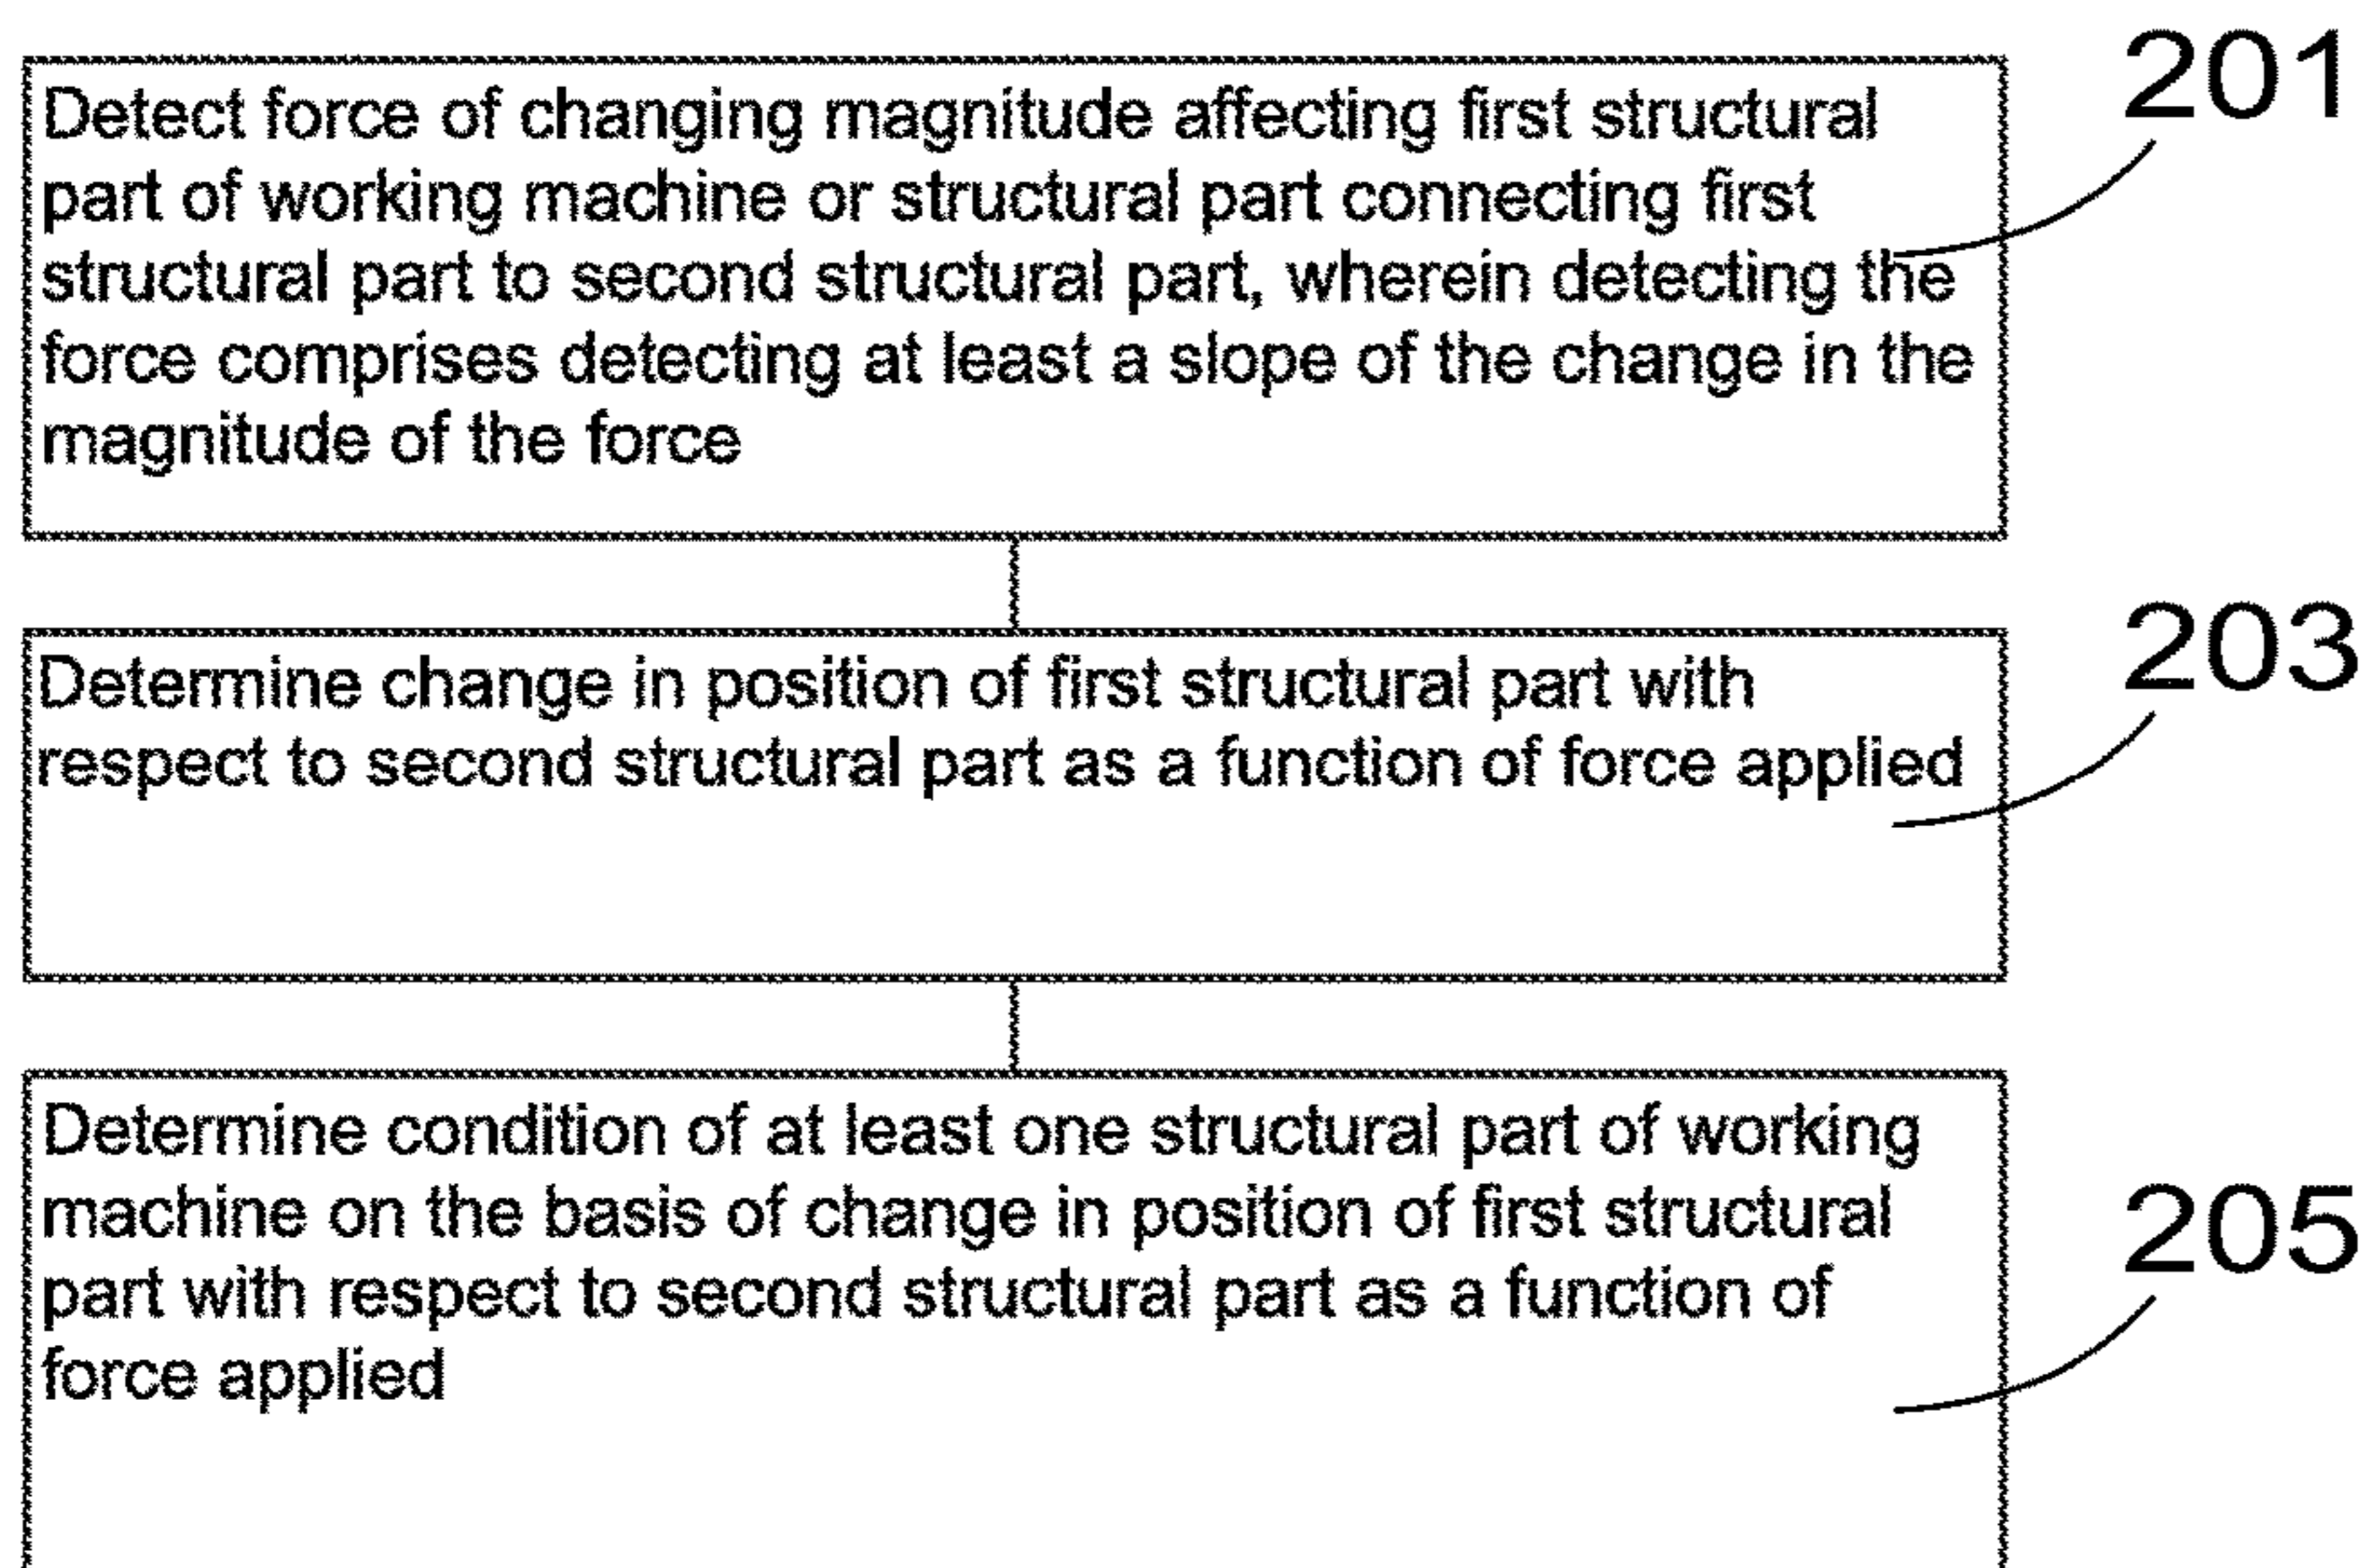 201
Detect force of changing magnitude affecting first structural
part of working machine or structural part connecting first
structural part to second structural part, wherein detecting the
force comprises detecting at least a slope of the change in the
magnitude of the force
203
Determine change in position of first structural part with
respect to second structural part as a function of force applied
205
Determine condition of at least one structural part of working
machine on the basis of change in position of first structural
part with respect to second structural part as a function of
force applied